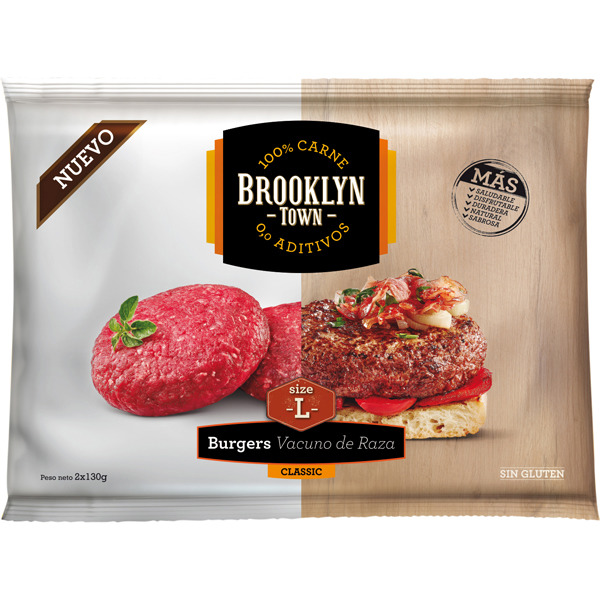 NUEVO
100% CARNE
BROOKLYN
- TOWN -
0,0 ADITIVOS
MÁS
✓ SALUDABLE
✓ DISFRUTABLE
✓ DURADERA
✓ NATURAL
✓ SABROSA
size
-L-
Burgers Vacuno de Raza
CLASSIC
Peso neto 2x130g
SIN GLUTEN